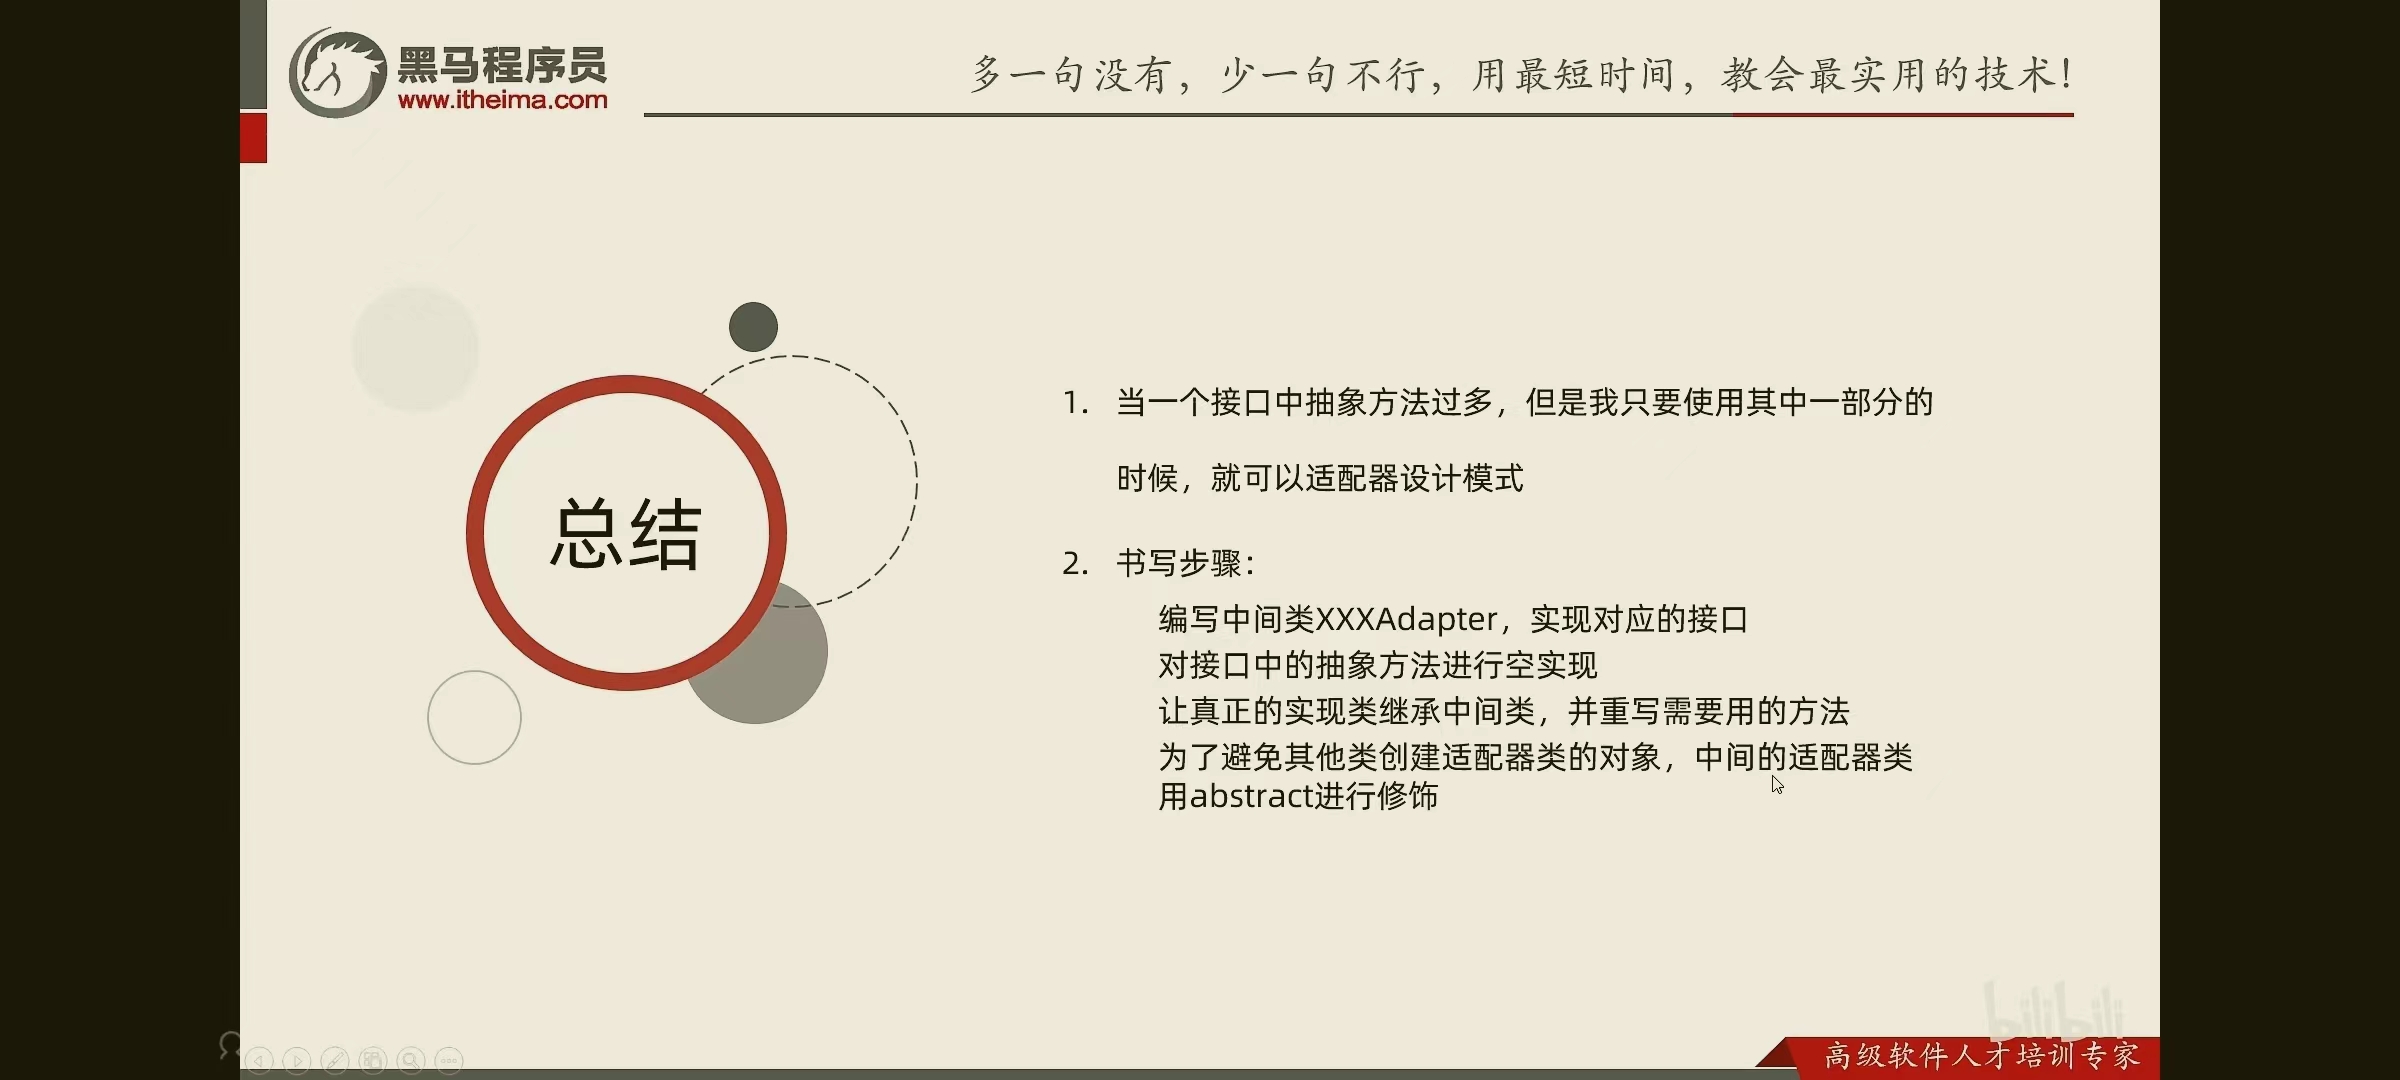 黑马程序员
www.itheima.com
多一句没有，少一句不行，用最短时间，教会最实用的技术！
总结
1. 当一个接口中抽象方法过多，但是我只要使用其中一部分的
时候，就可以适配器设计模式
2. 书写步骤：
编写中间类XXXAdapter，实现对应的接口
对接口中的抽象方法进行空实现
让真正的实现类继承中间类，并重写需要用的方法
为了避免其他类创建适配器类的对象，中间的适配器类
用abstract进行修饰
bilibili
高级软件人才培训专家